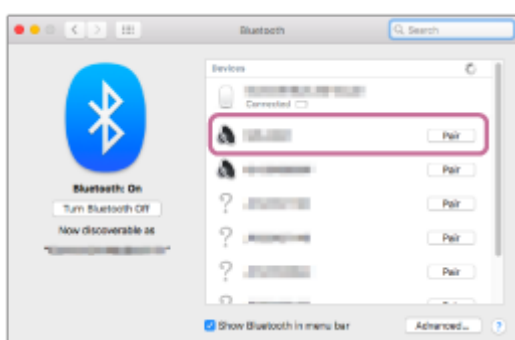 Bluetooth
Search
Devices
Connected
Pair
Pair
Bluetooth: On
Turn Bluetooth Off
Pair
Now discoverable as
Pair
Pair
Show Bluetooth in menu bar
Advanced...
?